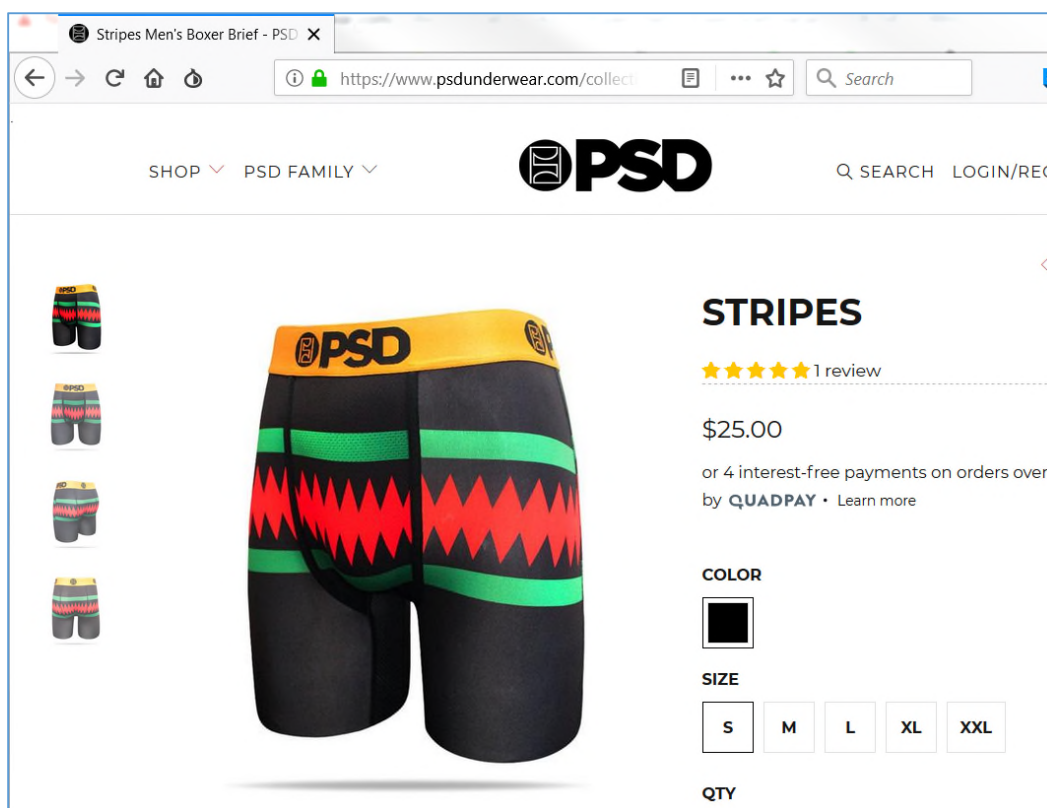 Stripes Men's Boxer Brief - PSD
https://www.psdunderwear.com/collect
Search
SHOP PSD FAMILY PSD SEARCH LOGIN/REG
STRIPES
PSD
1 review
$25.00
or 4 interest-free payments on orders over
by QUADPAY • Learn more
COLOR
SIZE
S M L XL XXL
QTY